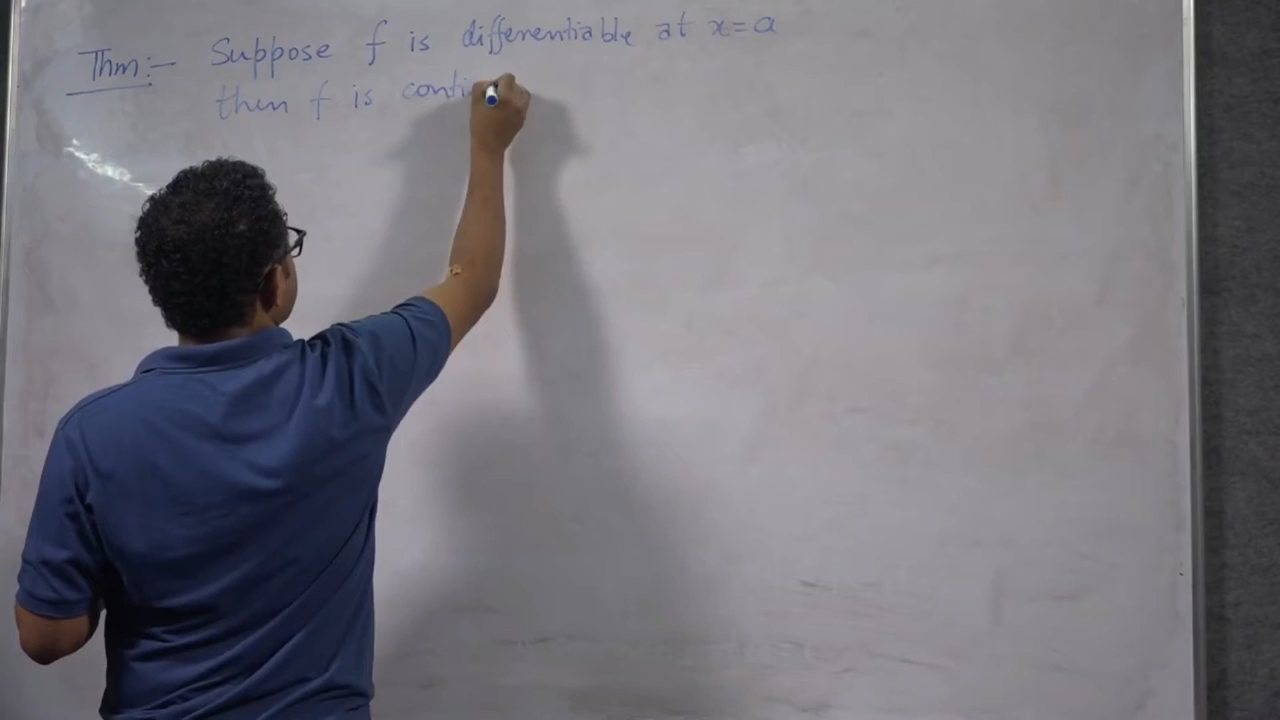 Thm:- Suppose f is differentiable at x=a
then f is conti